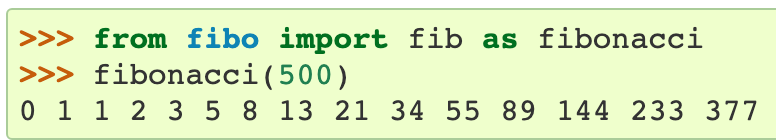 >>> from fibo import fib as fibonacci
>>> fibonacci(500)
0 1 1 2 3 5 8 13 21 34 55 89 144 233 377